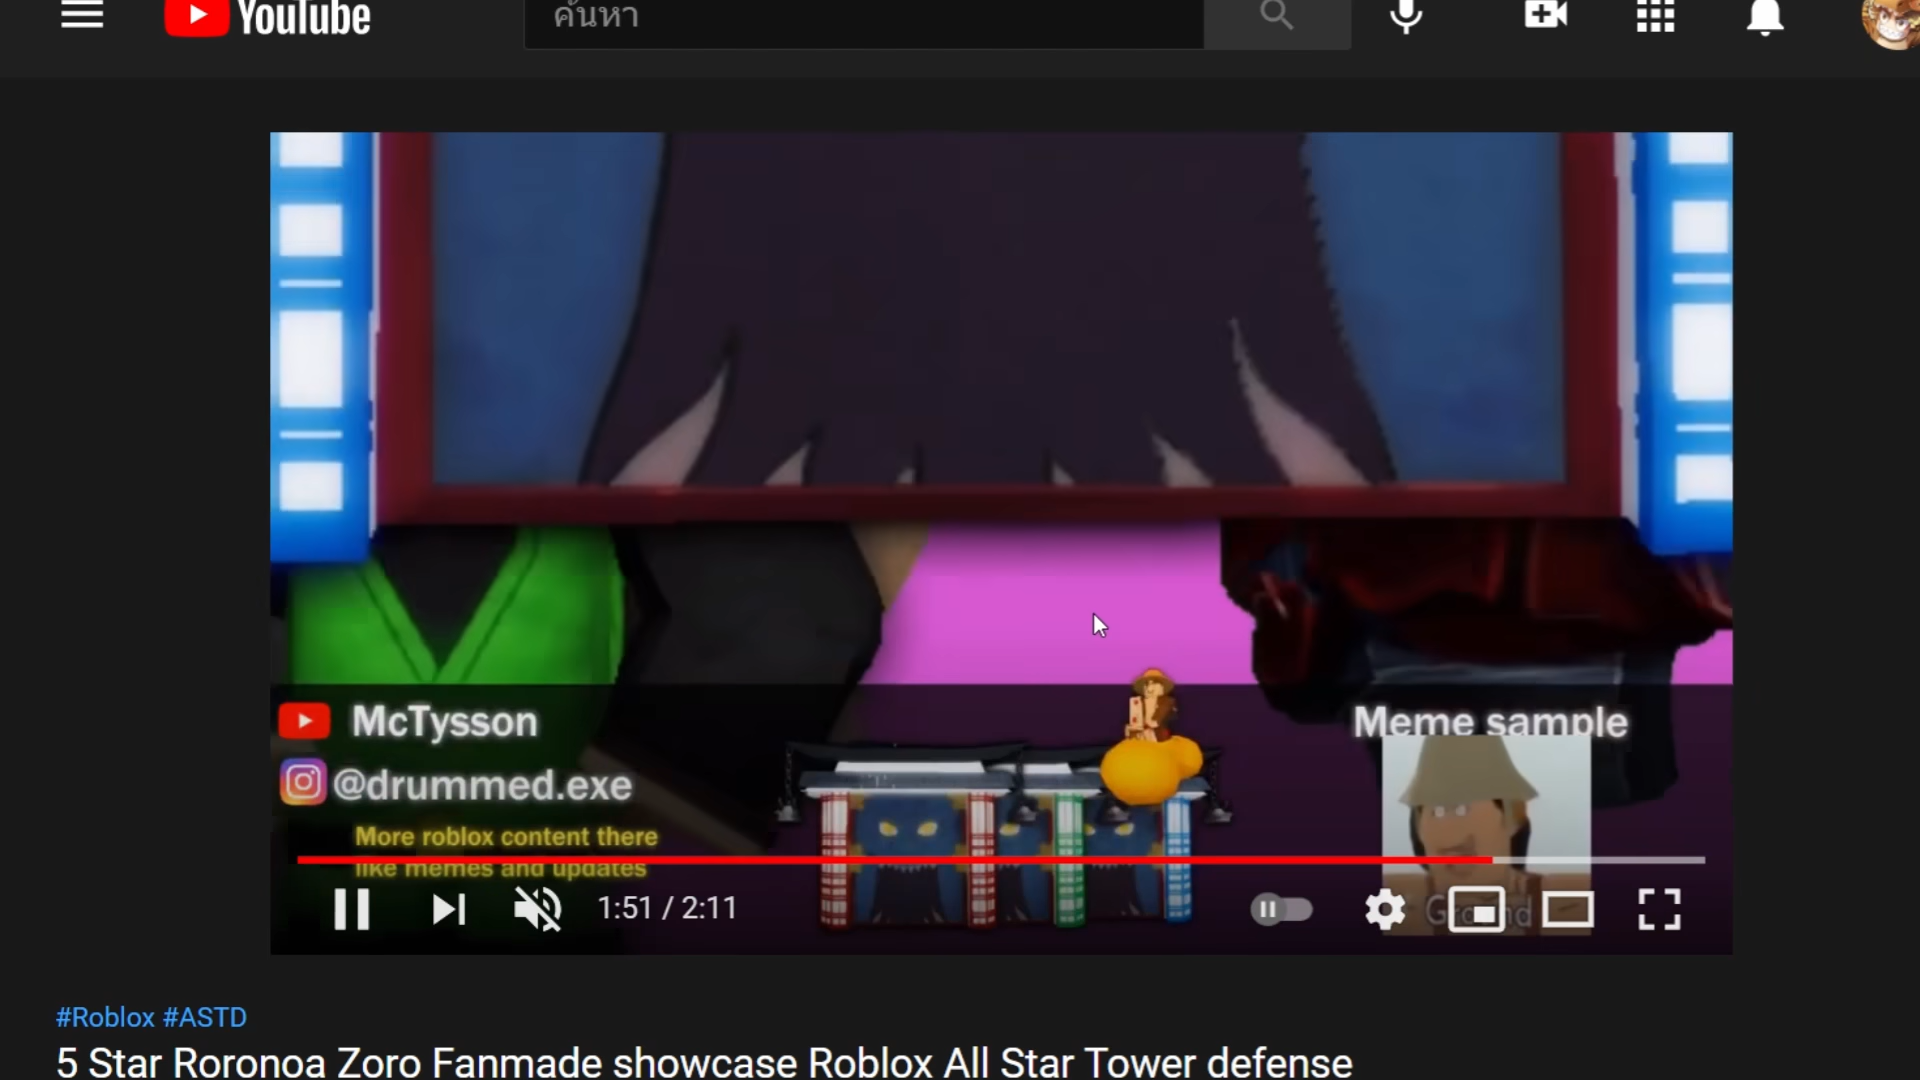 YouTube
ค้นหา
McTysson
@drummed.exe
More roblox content there
like memes and updates
Meme sample
1:51 / 2:11
#Roblox #ASTD
5 Star Roronoa Zoro Fanmade showcase Roblox All Star Tower defense